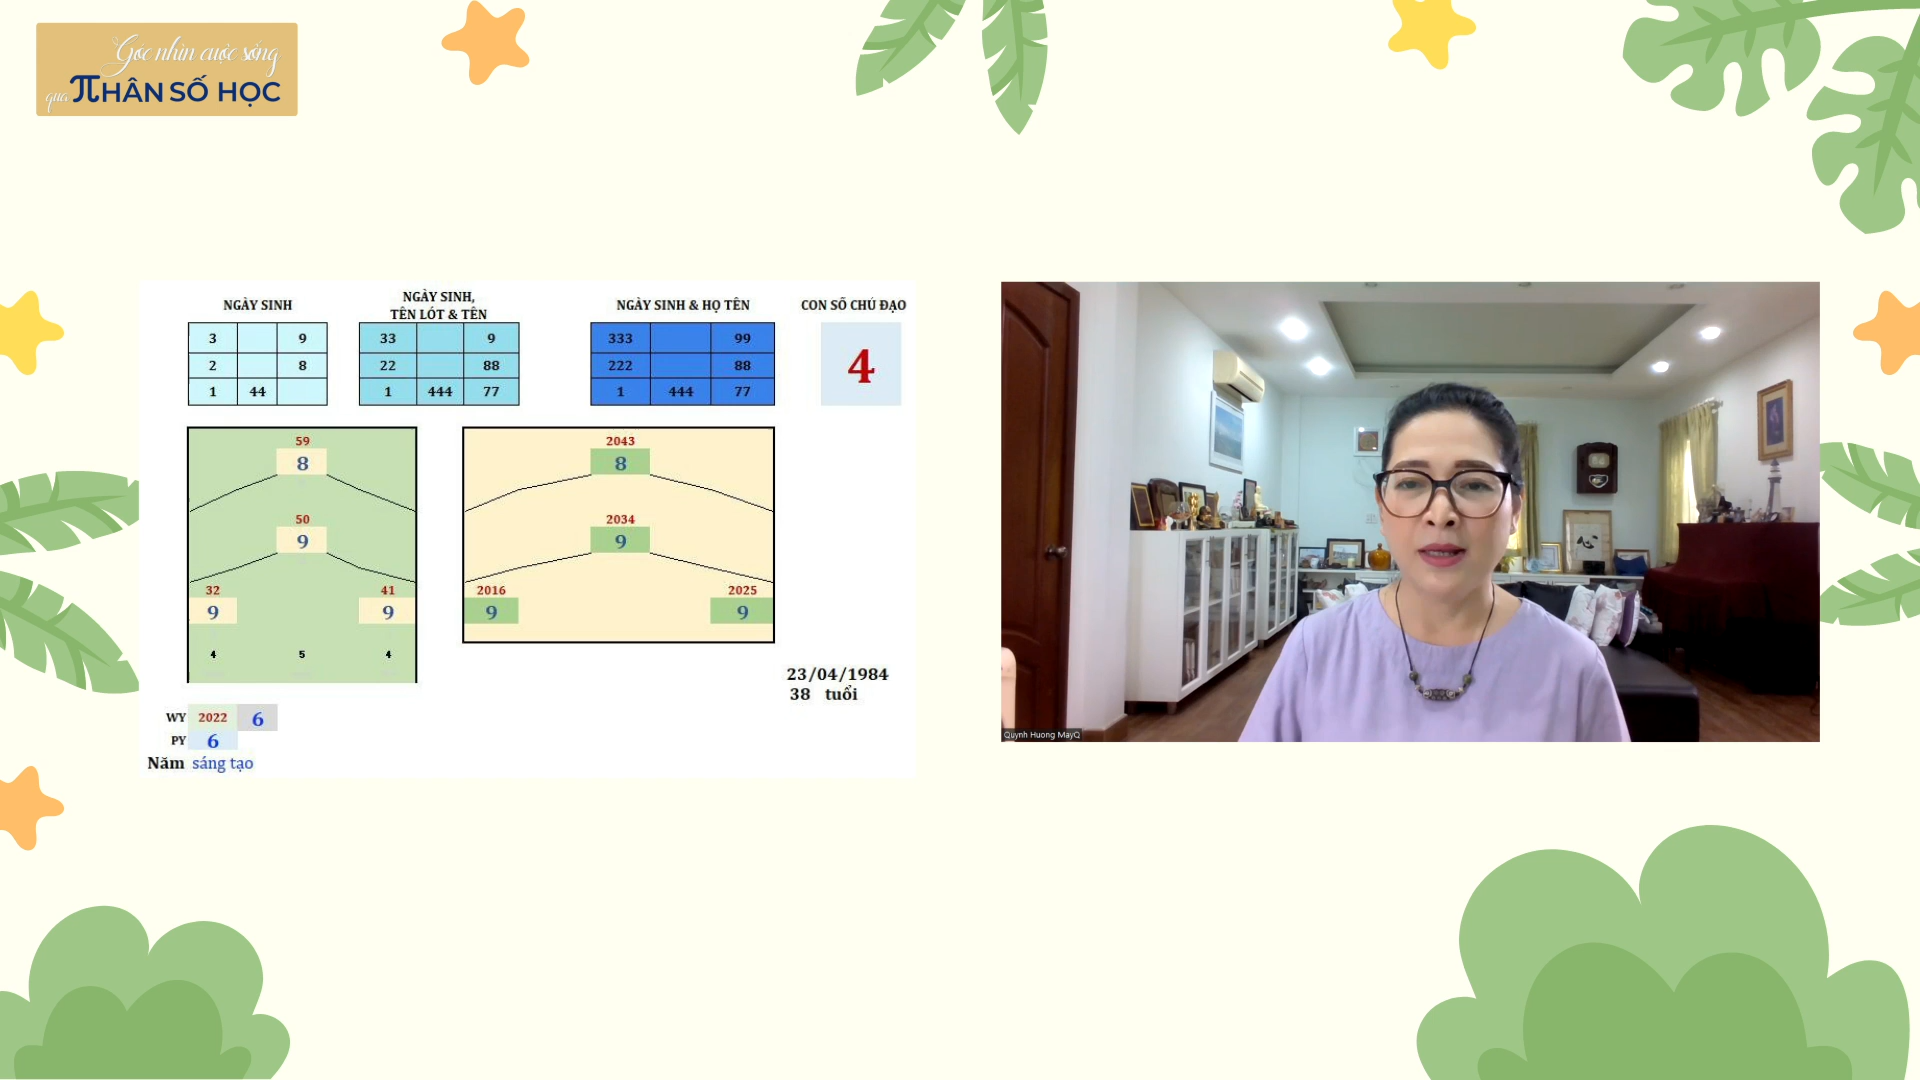 Góc nhìn cuộc sống
qua THÂN SỐ HỌC
NGÀY SINH
3 9
2 8
1 44
NGÀY SINH,
TÊN LÓT & TÊN
33 9
22 88
1 444 77
NGÀY SINH & HỌ TÊN
333 99
222 88
1 444 77
CON SỐ CHÚ ĐẠO
4
59
8
50
9
32 41
9 9
4 5 4
2043
8
2034
9
2016 2025
9 9
23/04/1984
38 tuổi
WY 2022 6
PY 6
Năm sáng tạo
Quynh Huong MayQ